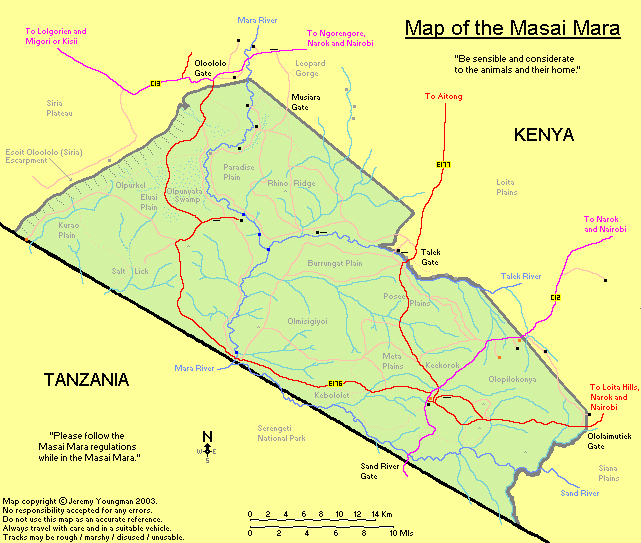 Map of the Masai Mara
"Be sensible and considerate
to the animals and their home."
Mara River
To Lolgorien and
Migori or Kisii
To Ngorengore,
Narok and Nairobi
Oloololo
Gate
Leopard
Gorge
C13
Musiara
Gate
To Aitong
Siria
Plateau
KENYA
Esoit Oloololo (Siria)
Escarpment
E177
Paradise
Plain
Rhino Ridge
Olpurkel
Olpunyata
Swamp
Eluai
Plain
Loita
Plains
Kurao
Plain
To Narok
and Nairobi
Talek
Gate
Salt Lick
Burrungat Plain
Talek River
Posee
Plains
C12
Olmisigiyoi
Meta
Plains
Keekorok
Mara River
Olopilokonya
TANZANIA
E176
Kebololet
To Loita Hills,
Narok and
Nairobi
Serengeti
National Park
Ololaimutiek
Gate
"Please follow the
Masai Mara regulations
while in the Masai Mara."
N
W E
S
Sand River
Gate
Siana
Plains
Sand River
Map copyright © Jeremy Youngman 2003.
No responsibility accepted for any errors.
Do not use this map as an accurate reference.
Always travel with care and in a suitable vehicle.
Tracks may be rough / marshy / disused / unusable.
0 2 4 6 8 10 12 14 Km
0 2 4 6 8 10 Mls